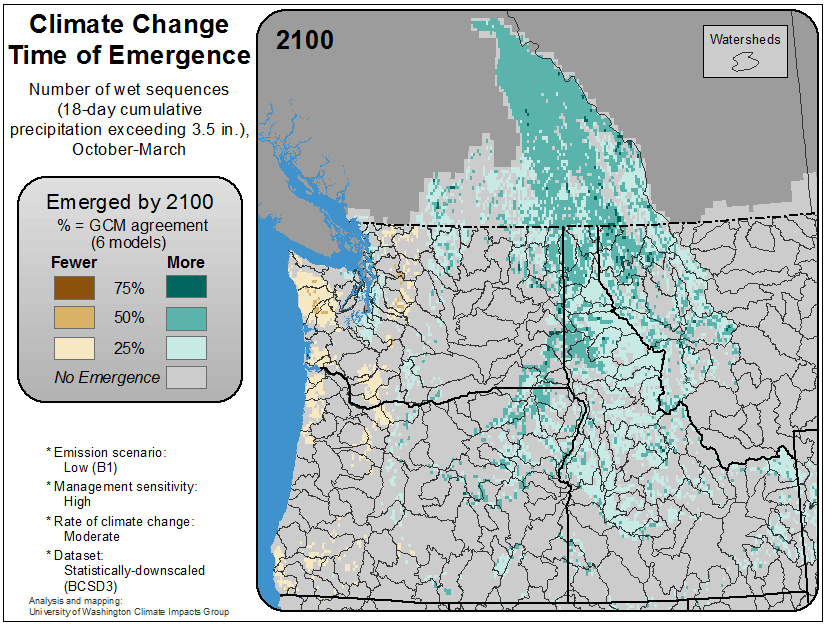 Climate Change
Time of Emergence
Number of wet sequences
(18-day cumulative
precipitation exceeding 3.5 in.),
October-March
Emerged by 2100
% = GCM agreement
(6 models)
Fewer More
75%
50%
25%
No Emergence
* Emission scenario:
Low (B1)
* Management sensitivity:
High
* Rate of climate change:
Moderate
* Dataset:
Statistically-downscaled
(BCSD3)
Analysis and mapping:
University of Washington Climate Impacts Group
2100
Watersheds